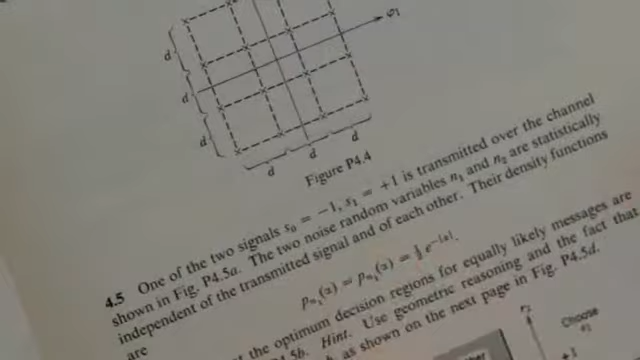 φ₁
d
d
d
d
d
d
Figure P4.4
4.5 One of the two signals s₀ = −1, s₁ = +1 is transmitted over the channel
shown in Fig. P4.5a. The two noise random variables n₁ and n₂ are statistically
independent of the transmitted signal and of each other. Their density functions
are
pₙ₁(α) = pₙ₂(α) = ½ e^{−|α|}.
the optimum decision regions for equally likely messages are
Hint. Use geometric reasoning and the fact that
as shown on the next page in Fig. P4.5d.
r₂
Choose